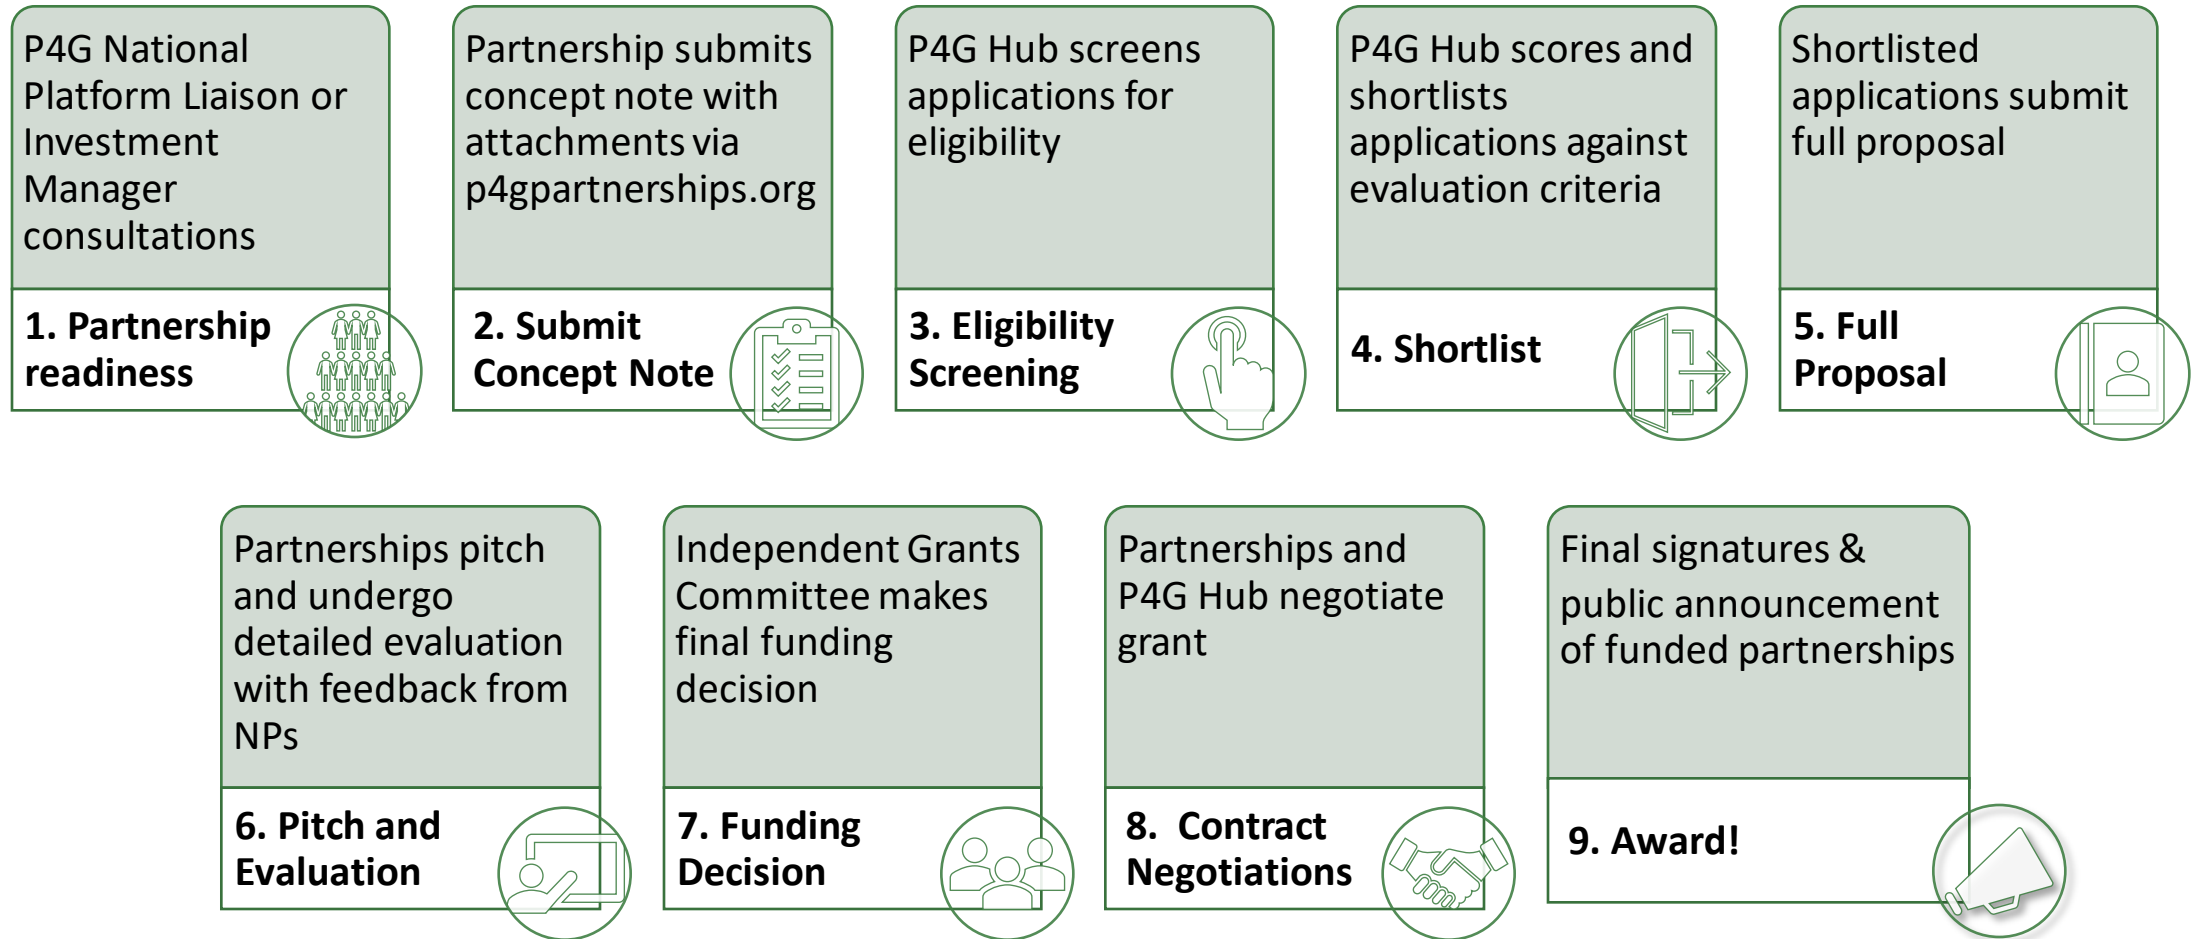 P4G National
Platform Liaison or
Investment
Manager
consultations
1. Partnership
readiness
Partnership submits
concept note with
attachments via
p4gpartnerships.org
2. Submit
Concept Note
P4G Hub screens
applications for
eligibility
3. Eligibility
Screening
P4G Hub scores and
shortlists
applications against
evaluation criteria
4. Shortlist
Shortlisted
applications submit
full proposal
5. Full
Proposal
Partnerships pitch
and undergo
detailed evaluation
with feedback from
NPs
6. Pitch and
Evaluation
Independent Grants
Committee makes
final funding
decision
7. Funding
Decision
Partnerships and
P4G Hub negotiate
grant
8. Contract
Negotiations
Final signatures &
public announcement
of funded partnerships
9. Award!